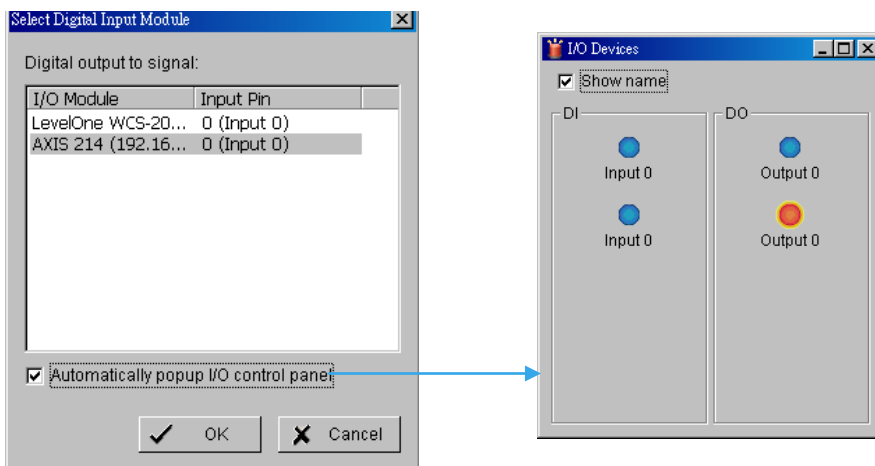 Select Digital Input Module
Digital output to signal:
I/O Module Input Pin
LevelOne WCS-20... 0 (Input 0)
AXIS 214 (192.16... 0 (Input 0)
Automatically popup I/O control panel
OK Cancel
I/O Devices
Show name
DI DO
Input 0 Output 0
Input 0 Output 0